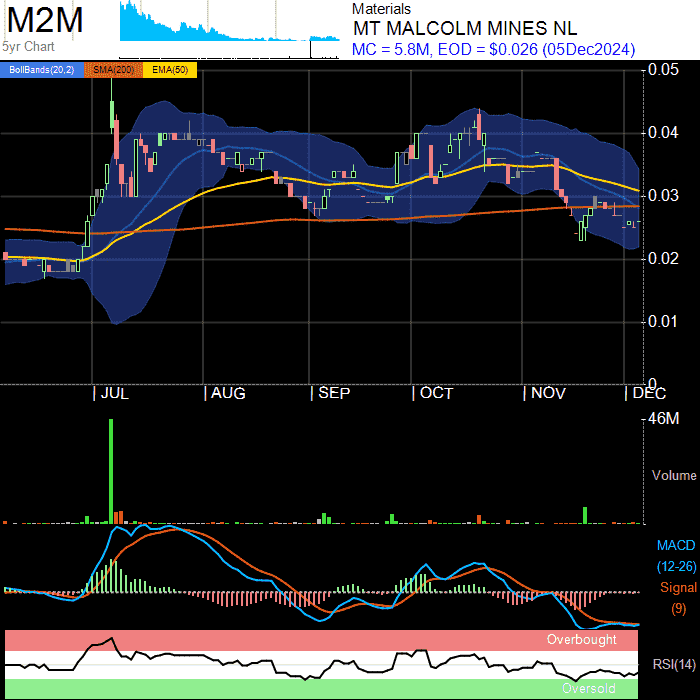 M2M
5yr Chart
Materials
MT MALCOLM MINES NL
MC = 5.8M, EOD = $0.026 (05Dec2024)
BollBands(20,2) SMA(200) EMA(50)
0.05
0.04
0.03
0.02
0.01
0
JUL AUG SEP OCT NOV DEC
46M
Volume
MACD
(12-26)
Signal
(9)
Overbought
RSI(14)
Oversold